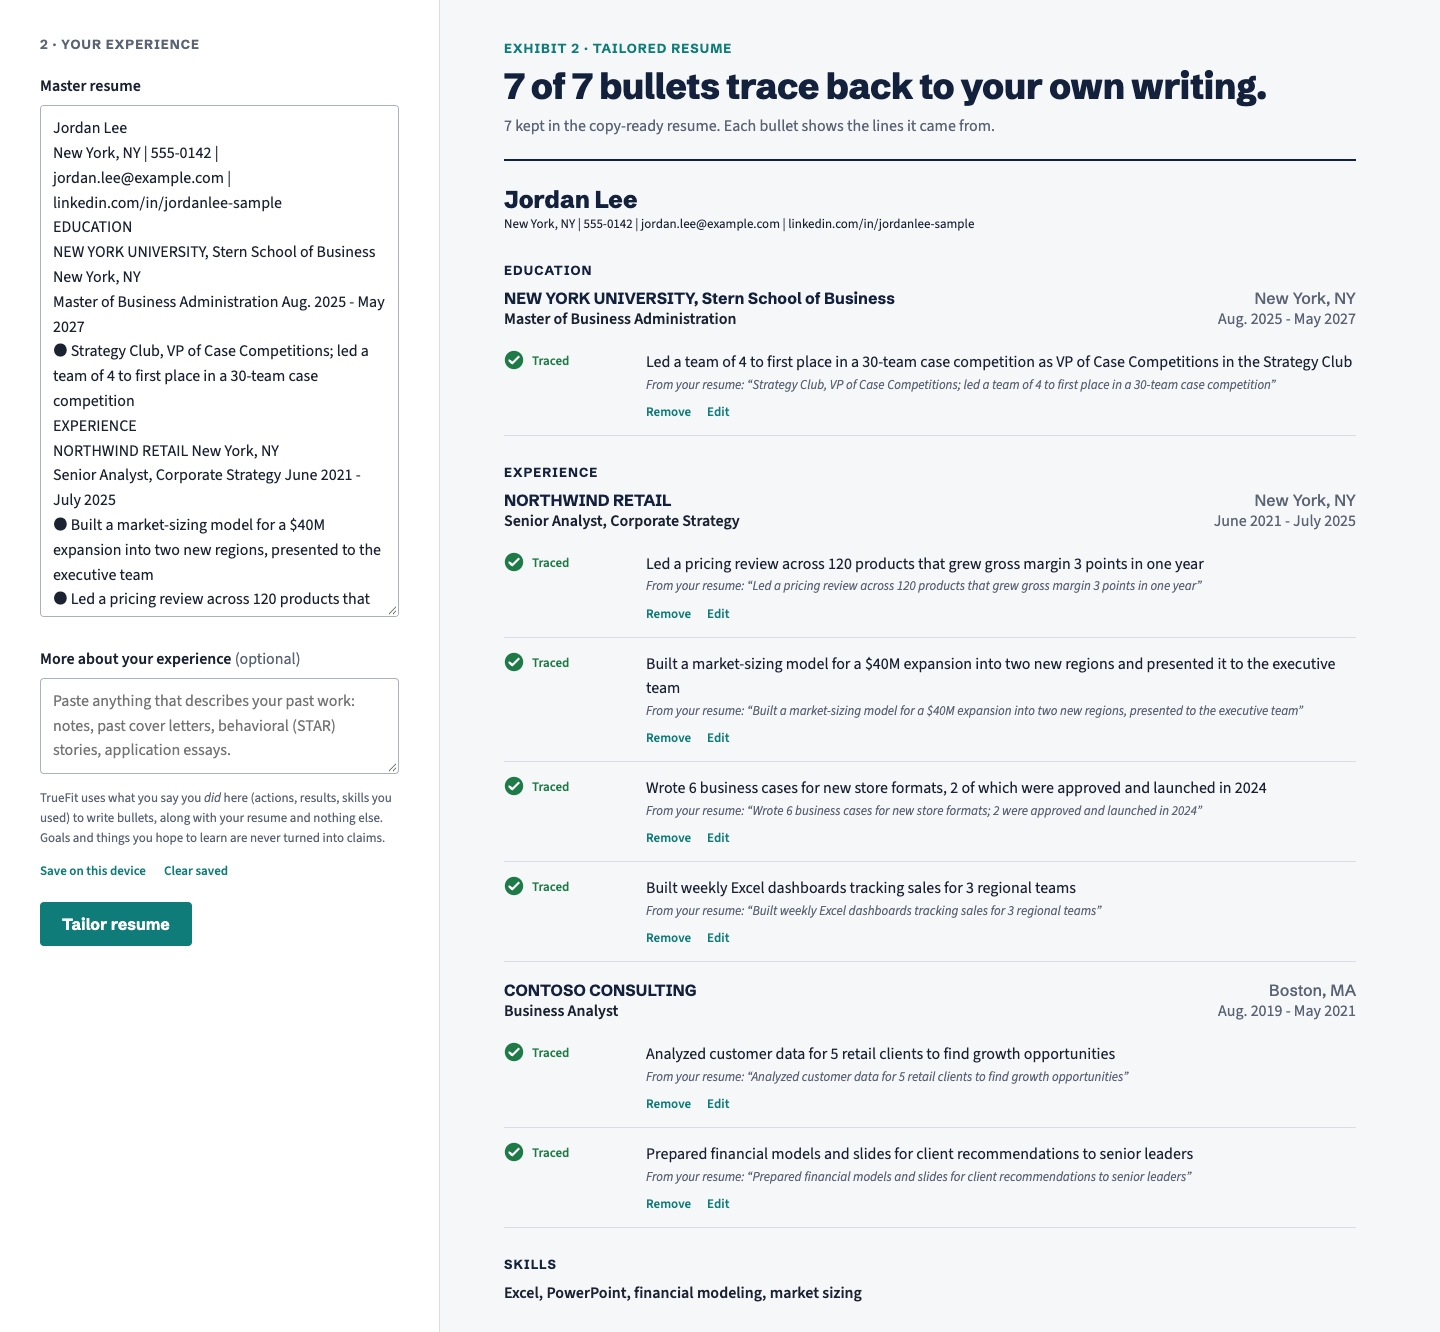 2 · YOUR EXPERIENCE
Master resume
Jordan Lee
New York, NY | 555-0142 |
jordan.lee@example.com |
linkedin.com/in/jordanlee-sample
EDUCATION
NEW YORK UNIVERSITY, Stern School of Business
New York, NY
Master of Business Administration Aug. 2025 - May
2027
● Strategy Club, VP of Case Competitions; led a
team of 4 to first place in a 30-team case
competition
EXPERIENCE
NORTHWIND RETAIL New York, NY
Senior Analyst, Corporate Strategy June 2021 -
July 2025
● Built a market-sizing model for a $40M
expansion into two new regions, presented to the
executive team
● Led a pricing review across 120 products that
More about your experience (optional)
Paste anything that describes your past work:
notes, past cover letters, behavioral (STAR)
stories, application essays.
TrueFit uses what you say you did here (actions, results, skills you
used) to write bullets, along with your resume and nothing else.
Goals and things you hope to learn are never turned into claims.
Save on this device Clear saved
Tailor resume
EXHIBIT 2 · TAILORED RESUME
7 of 7 bullets trace back to your own writing.
7 kept in the copy-ready resume. Each bullet shows the lines it came from.
Jordan Lee
New York, NY | 555-0142 | jordan.lee@example.com | linkedin.com/in/jordanlee-sample
EDUCATION
NEW YORK UNIVERSITY, Stern School of Business New York, NY
Master of Business Administration Aug. 2025 - May 2027
Traced Led a team of 4 to first place in a 30-team case competition as VP of Case Competitions in the Strategy Club
From your resume: “Strategy Club, VP of Case Competitions; led a team of 4 to first place in a 30-team case competition”
Remove Edit
EXPERIENCE
NORTHWIND RETAIL New York, NY
Senior Analyst, Corporate Strategy June 2021 - July 2025
Traced Led a pricing review across 120 products that grew gross margin 3 points in one year
From your resume: “Led a pricing review across 120 products that grew gross margin 3 points in one year”
Remove Edit
Traced Built a market-sizing model for a $40M expansion into two new regions and presented it to the executive
team
From your resume: “Built a market-sizing model for a $40M expansion into two new regions, presented to the executive team”
Remove Edit
Traced Wrote 6 business cases for new store formats, 2 of which were approved and launched in 2024
From your resume: “Wrote 6 business cases for new store formats; 2 were approved and launched in 2024”
Remove Edit
Traced Built weekly Excel dashboards tracking sales for 3 regional teams
From your resume: “Built weekly Excel dashboards tracking sales for 3 regional teams”
Remove Edit
CONTOSO CONSULTING Boston, MA
Business Analyst Aug. 2019 - May 2021
Traced Analyzed customer data for 5 retail clients to find growth opportunities
From your resume: “Analyzed customer data for 5 retail clients to find growth opportunities”
Remove Edit
Traced Prepared financial models and slides for client recommendations to senior leaders
From your resume: “Prepared financial models and slides for client recommendations to senior leaders”
Remove Edit
SKILLS
Excel, PowerPoint, financial modeling, market sizing